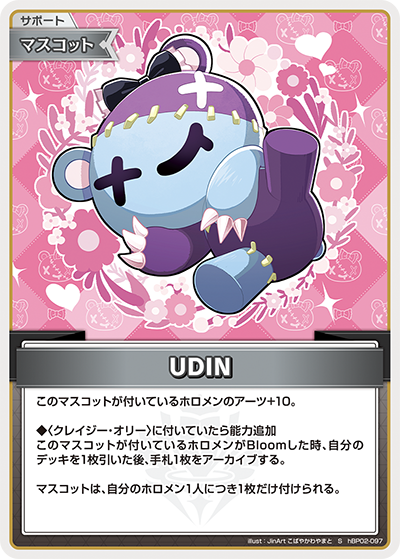 サポート
マスコット
UDIN
このマスコットが付いているホロメンのアーツ+10。
◆〈クレイジー・オリー〉に付いていたら能力追加
このマスコットが付いているホロメンがBloomした時、自分の
デッキを1枚引いた後、手札1枚をアーカイブする。
マスコットは、自分のホロメン1人につき1枚だけ付けられる。
illust：JinArt こばやかわやまと S hBP02-097